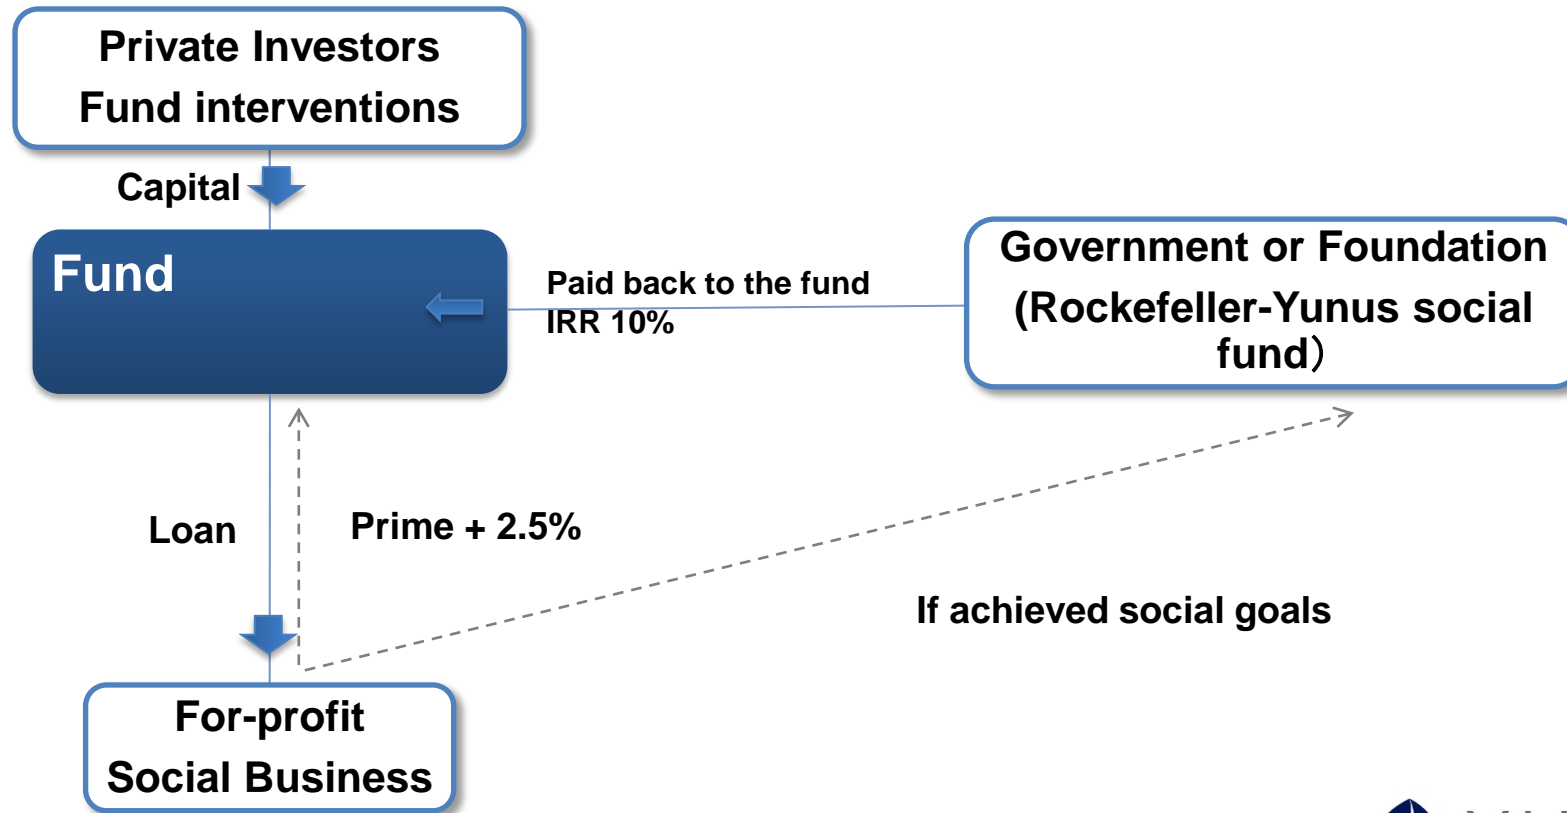 Private Investors
Fund interventions
Capital
Fund
Paid back to the fund
IRR 10%
Government or Foundation
(Rockefeller-Yunus social
fund）
Loan
Prime + 2.5%
If achieved social goals
For-profit
Social Business